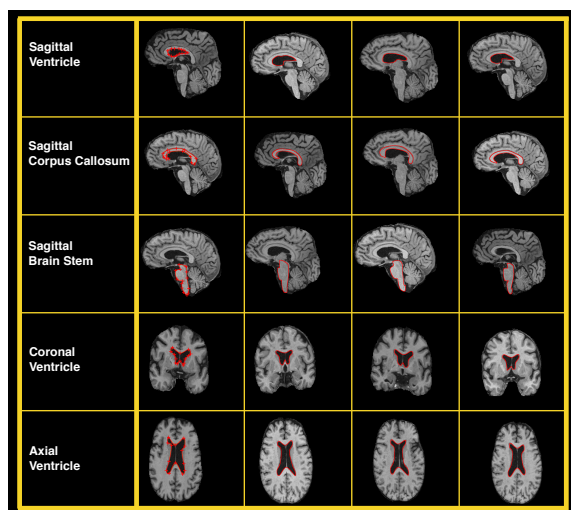 Sagittal
Ventricle
Sagittal
Corpus Callosum
Sagittal
Brain Stem
Coronal
Ventricle
Axial
Ventricle